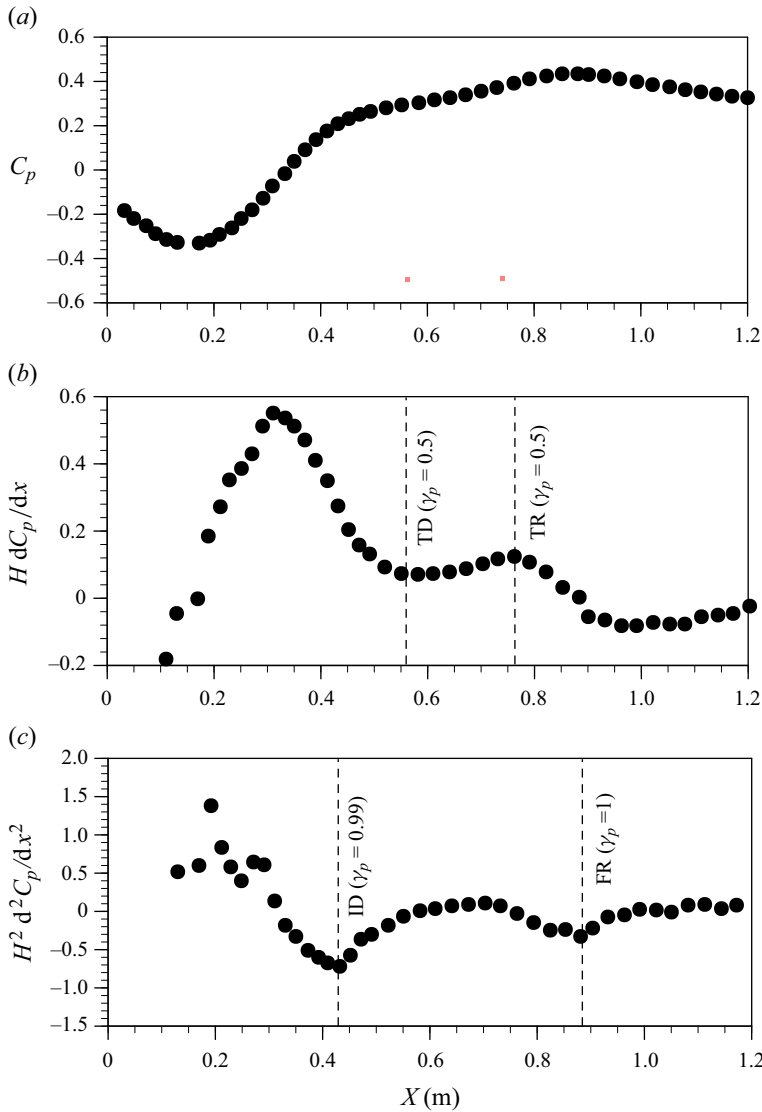 (a)
0.6
0.4
0.2
0
–0.2
–0.4
–0.6
C_p
0 0.2 0.4 0.6 0.8 1.0 1.2
(b)
0.6
0.4
0.2
0
–0.2
H dC_p/dx
TD (γ_p = 0.5)
TR (γ_p = 0.5)
0 0.2 0.4 0.6 0.8 1.0 1.2
(c)
2.0
1.5
1.0
0.5
0
–0.5
–1.0
–1.5
H² d²C_p/dx²
ID (γ_p = 0.99)
FR (γ_p =1)
0 0.2 0.4 0.6 0.8 1.0 1.2
X (m)